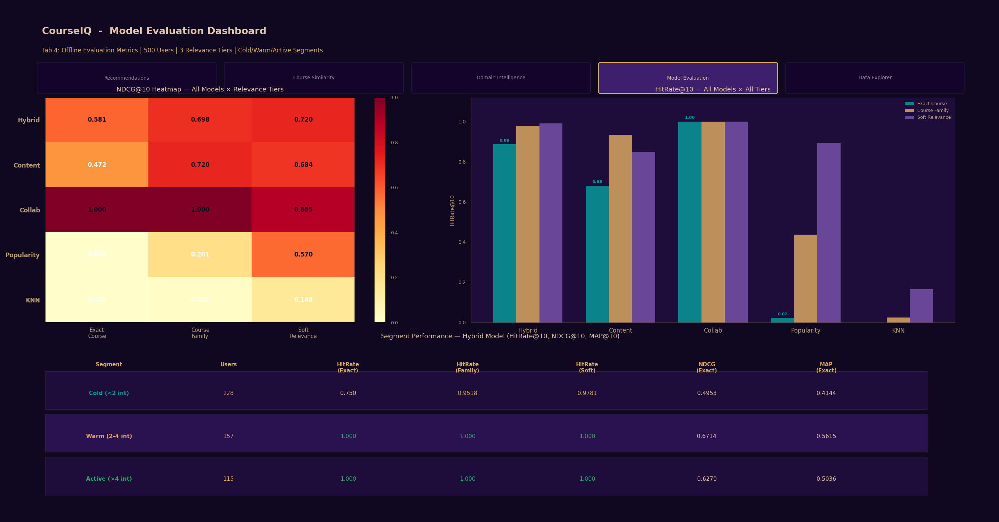 CourseIQ - Model Evaluation Dashboard
Tab 4: Offline Evaluation Metrics | 500 Users | 3 Relevance Tiers | Cold/Warm/Active Segments
Recommendations
Course Similarity
Domain Intelligence
Model Evaluation
Data Explorer
NDCG@10 Heatmap — All Models × Relevance Tiers
Hybrid
0.581 0.698 0.720
Content
0.472 0.720 0.684
Collab
1.000 1.000 0.885
Popularity
0.008 0.201 0.570
KNN
0.000 0.021 0.148
Exact
Course
Course
Family
Soft
Relevance
1.0
0.8
0.6
0.4
0.2
0.0
HitRate@10 — All Models × All Tiers
Exact Course
Course Family
Soft Relevance
HitRate@10
1.0
0.8
0.6
0.4
0.2
0.0
0.89
0.68
1.00
0.02
Hybrid Content Collab Popularity KNN
Segment Performance — Hybrid Model (HitRate@10, NDCG@10, MAP@10)
Segment
Users
HitRate
(Exact)
HitRate
(Family)
HitRate
(Soft)
NDCG
(Exact)
MAP
(Exact)
Cold (<2 int) 228 0.750 0.9518 0.9781 0.4953 0.4144
Warm (2-4 int) 157 1.000 1.000 1.000 0.6714 0.5615
Active (>4 int) 115 1.000 1.000 1.000 0.6270 0.5036